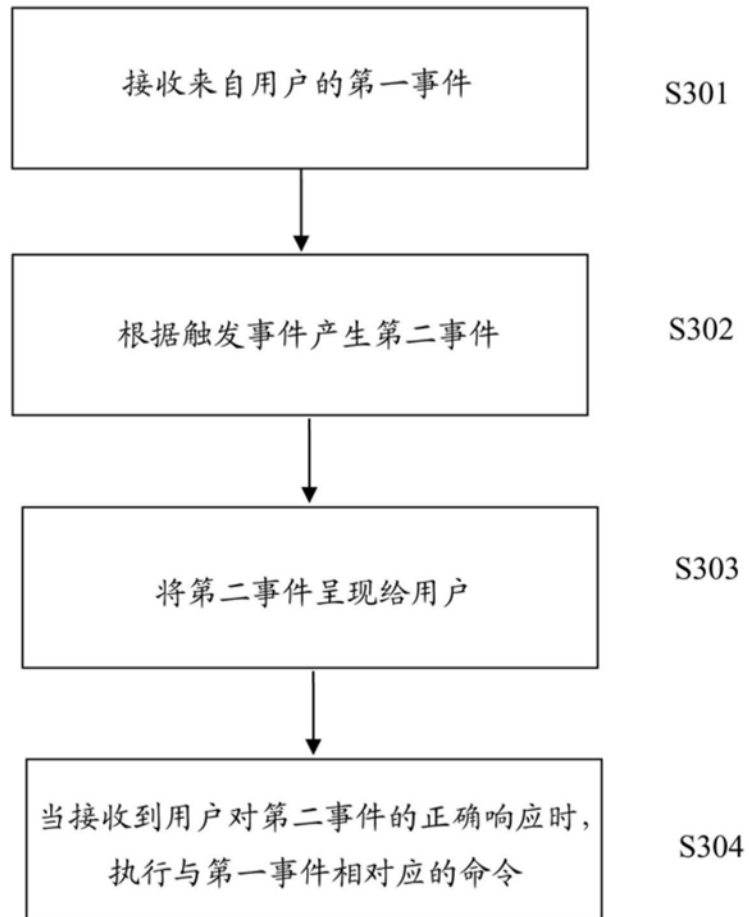 接收来自用户的第一事件
S301
根据触发事件产生第二事件
S302
将第二事件呈现给用户
S303
当接收到用户对第二事件的正确响应时，
执行与第一事件相对应的命令
S304